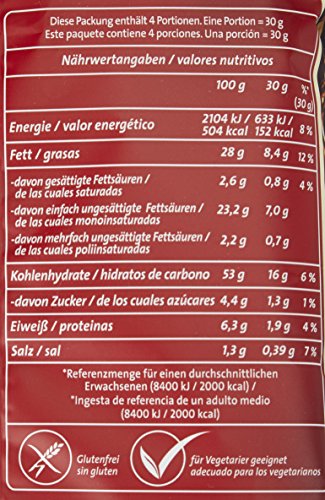 Diese Packung enthält 4 Portionen. Eine Portion = 30 g
Este paquete contiene 4 porciones. Una porción = 30 g
Nährwertangaben / valores nutritivos
100 g 30 g %* (30 g)
Energie / valor energético 2104 kJ / 504 kcal 633 kJ / 152 kcal 8 %
Fett / grasas 28 g 8,4 g 12 %
-davon gesättigte Fettsäuren /
de las cuales saturadas 2,6 g 0,8 g 4 %
-davon einfach ungesättigte Fettsäuren /
de las cuales monoinsaturadas 23,2 g 7,0 g
-davon mehrfach ungesättigte Fettsäuren /
de las cuales poliinsaturadas 2,2 g 0,7 g
Kohlenhydrate / hidratos de carbono 53 g 16 g 6 %
-davon Zucker / de los cuales azúcares 4,4 g 1,3 g 1 %
Eiweiß / proteinas 6,3 g 1,9 g 4 %
Salz / sal 1,3 g 0,39 g 7 %
*Referenzmenge für einen durchschnittlichen
Erwachsenen (8400 kJ / 2000 kcal) /
*Ingesta de referencia de un adulto medio
(8400 kJ / 2000 kcal)
Glutenfrei
sin gluten
für Vegetarier geeignet
adecuado para los vegetarianos